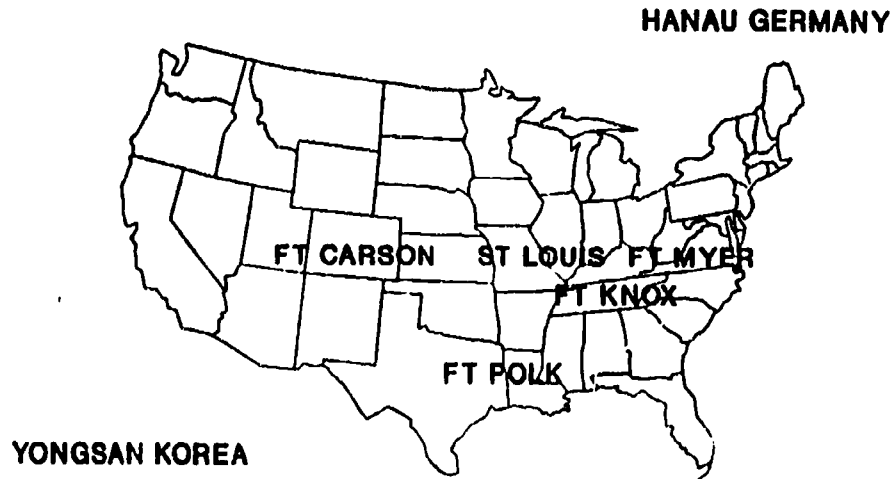 HANAU GERMANY
FT CARSON
ST LOUIS
FT MYER
FT KNOX
FT POLK
YONGSAN KOREA